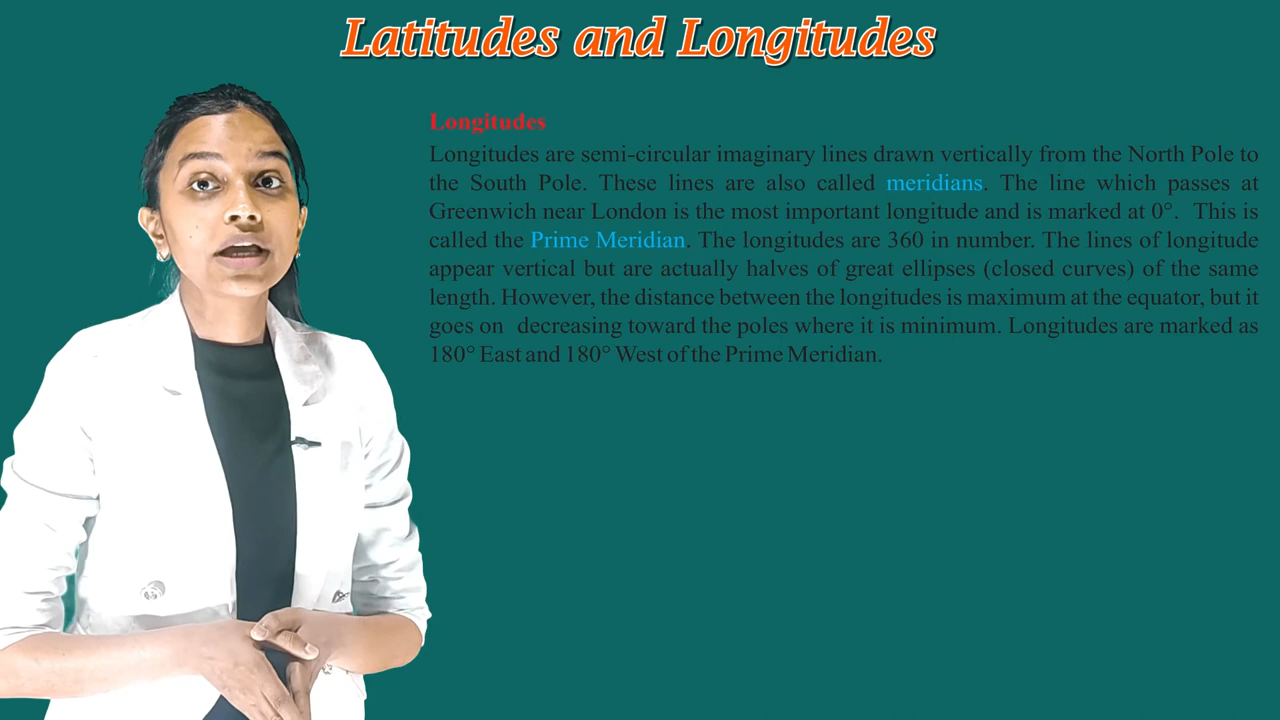 Latitudes and Longitudes
Longitudes
Longitudes are semi-circular imaginary lines drawn vertically from the North Pole to
the South Pole. These lines are also called meridians. The line which passes at
Greenwich near London is the most important longitude and is marked at 0°. This is
called the Prime Meridian. The longitudes are 360 in number. The lines of longitude
appear vertical but are actually halves of great ellipses (closed curves) of the same
length. However, the distance between the longitudes is maximum at the equator, but it
goes on decreasing toward the poles where it is minimum. Longitudes are marked as
180° East and 180° West of the Prime Meridian.